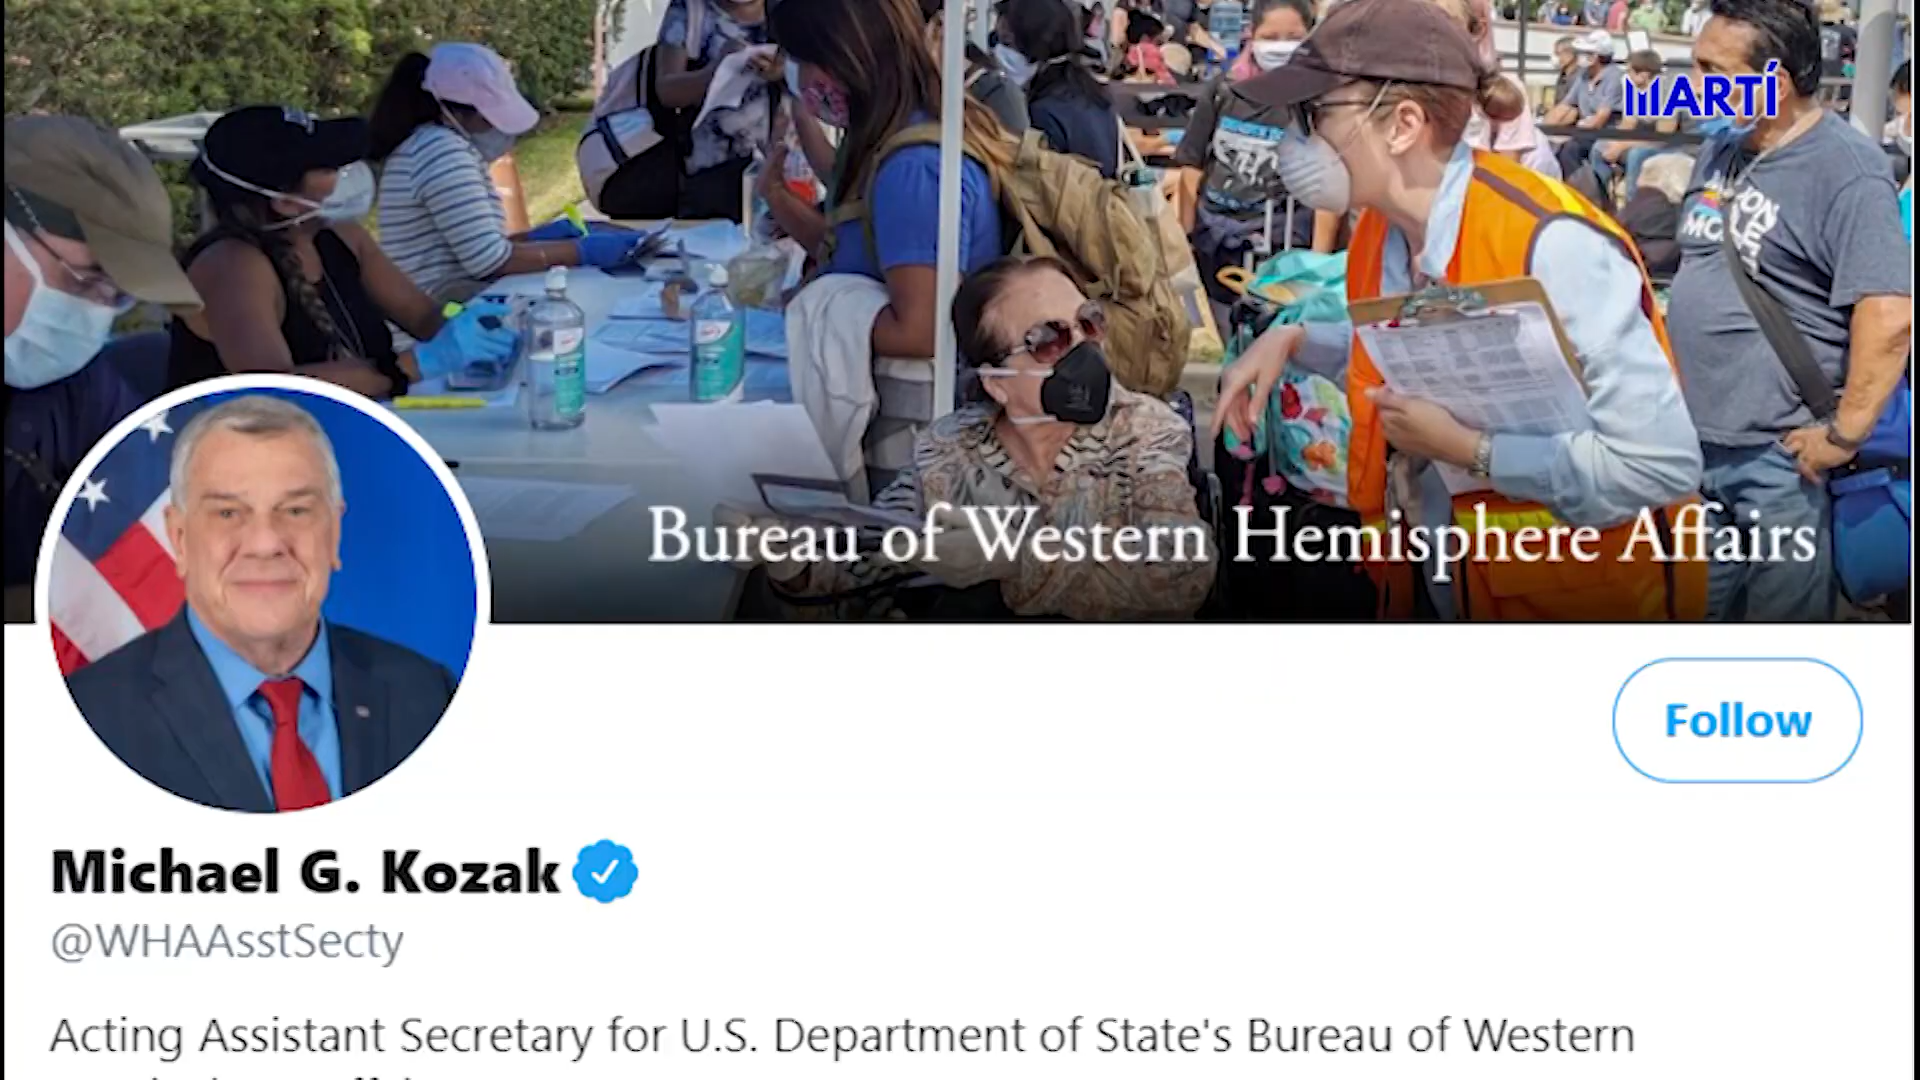 MARTÍ
Bureau of Western Hemisphere Affairs
Follow
Michael G. Kozak
@WHAAsstSecty
Acting Assistant Secretary for U.S. Department of State's Bureau of Western